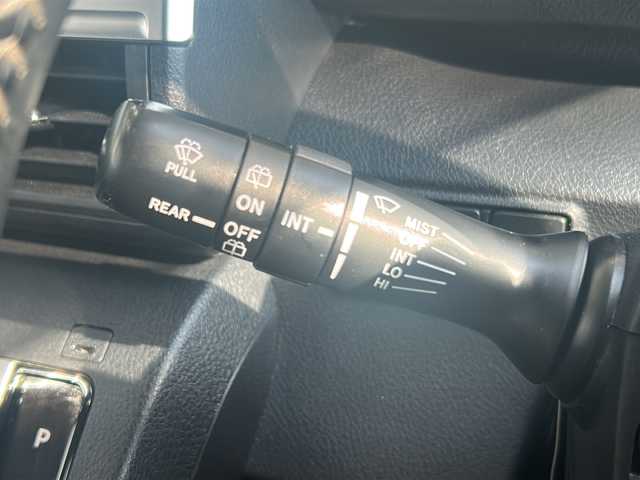 PULL
REAR
ON
OFF
INT
MIST
OFF
INT
LO
HI
P